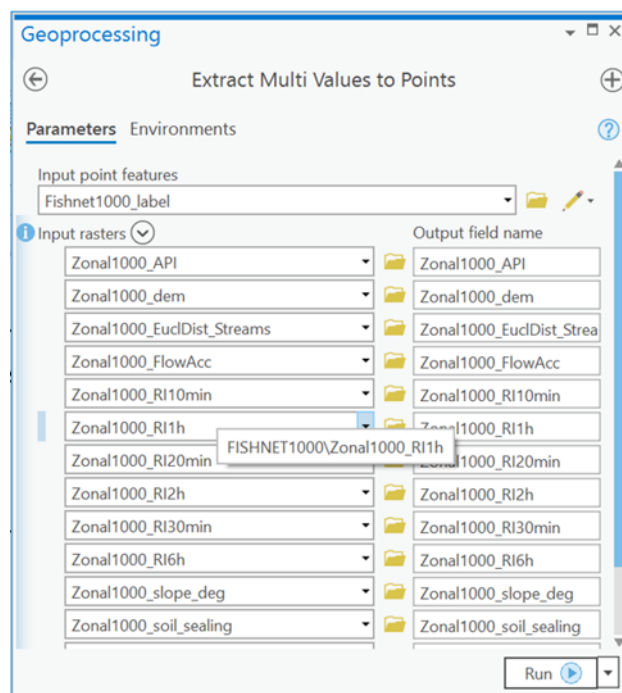 Geoprocessing
Extract Multi Values to Points
Parameters Environments
Input point features
Fishnet1000_label
Input rasters Output field name
Zonal1000_API Zonal1000_API
Zonal1000_dem Zonal1000_dem
Zonal1000_EuclDist_Streams Zonal1000_EuclDist_Strea
Zonal1000_FlowAcc Zonal1000_FlowAcc
Zonal1000_RI10min Zonal1000_RI10min
Zonal1000_RI1h Zonal1000_RI1h
FISHNET1000\Zonal1000_RI1h
Zonal1000_RI20min Zonal1000_RI20min
Zonal1000_RI2h Zonal1000_RI2h
Zonal1000_RI30min Zonal1000_RI30min
Zonal1000_RI6h Zonal1000_RI6h
Zonal1000_slope_deg Zonal1000_slope_deg
Zonal1000_soil_sealing Zonal1000_soil_sealing
Run